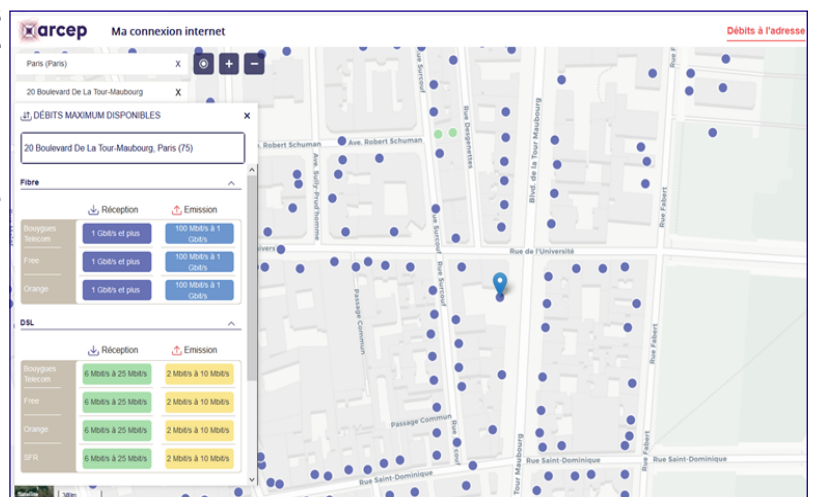 arcep
Ma connexion internet
Débits à l'adresse
Paris (Paris) X
20 Boulevard De La Tour-Maubourg X
+
−
DÉBITS MAXIMUM DISPONIBLES ×
20 Boulevard De La Tour-Maubourg, Paris (75)
Fibre
Réception Emission
Bouygues Telecom 1 Gbit/s et plus 100 Mbit/s à 1 Gbit/s
Free 1 Gbit/s et plus 100 Mbit/s à 1 Gbit/s
Orange 1 Gbit/s et plus 100 Mbit/s à 1 Gbit/s
DSL
Réception Emission
Bouygues Telecom 6 Mbit/s à 25 Mbit/s 2 Mbit/s à 10 Mbit/s
Free 6 Mbit/s à 25 Mbit/s 2 Mbit/s à 10 Mbit/s
Orange 6 Mbit/s à 25 Mbit/s 2 Mbit/s à 10 Mbit/s
SFR 6 Mbit/s à 25 Mbit/s 2 Mbit/s à 10 Mbit/s
Satellite
Rue Surcouf
Rue Desgenettes
Blvd. de la Tour Maubourg
Robert Schuman
Ave. Robert Schuman
Ave. Sully-Prud'homme
Rue Surcouf
Rue Fabert
Rue de l'Université
Rue Surcouf
Passage Commun
Rue Fabert
Passage Commun
Tour Maubourg
Rue Fabert
Rue Saint-Dominique
Rue Saint-Dominique
Rue Saint-Dominique